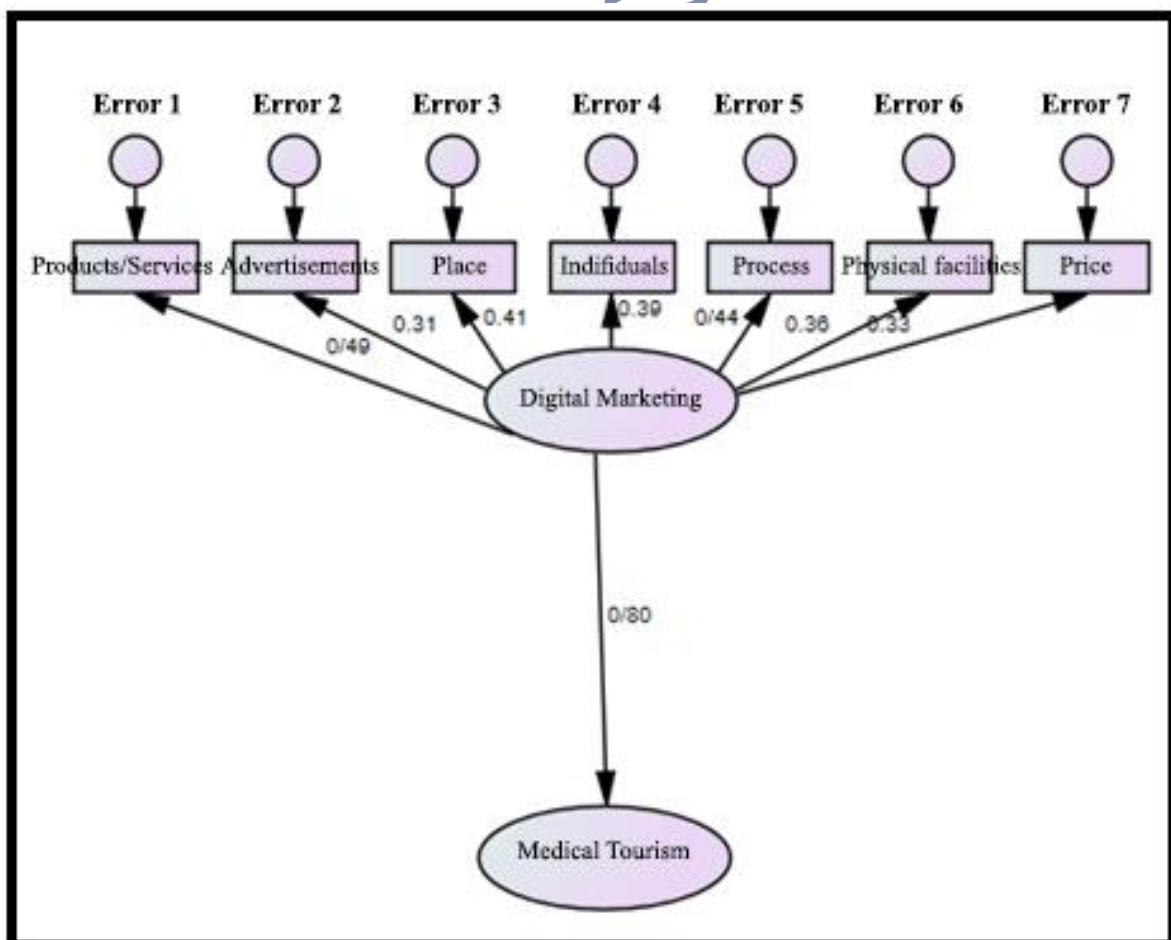 Error 1 Error 2 Error 3 Error 4 Error 5 Error 6 Error 7
Products/Services Advertisements Place Indifiduals Process Physical facilities Price
0/49 0.31 0.41 0.39 0/44 0.36 0.33
Digital Marketing
0/80
Medical Tourism